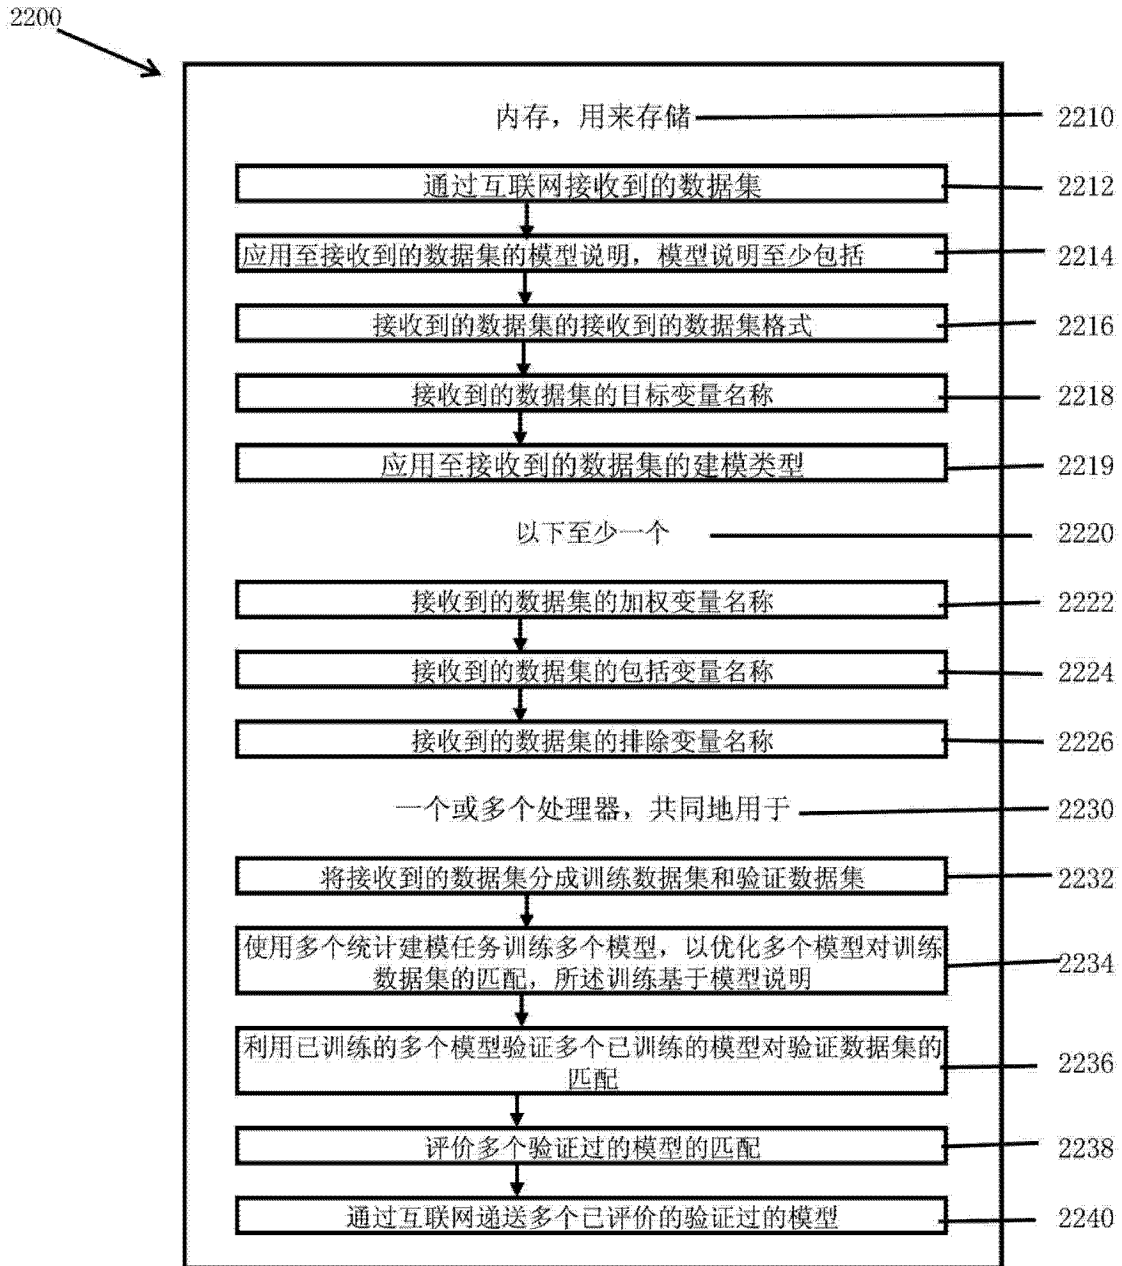 2200
内存，用来存储 2210
通过互联网接收到的数据集 2212
应用至接收到的数据集的模型说明，模型说明至少包括 2214
接收到的数据集的接收到的数据集格式 2216
接收到的数据集的目标变量名称 2218
应用至接收到的数据集的建模类型 2219
以下至少一个 2220
接收到的数据集的加权变量名称 2222
接收到的数据集的包括变量名称 2224
接收到的数据集的排除变量名称 2226
一个或多个处理器，共同地用于 2230
将接收到的数据集分成训练数据集和验证数据集 2232
使用多个统计建模任务训练多个模型，以优化多个模型对训练
数据集的匹配，所述训练基于模型说明 2234
利用已训练的多个模型验证多个已训练的模型对验证数据集的
匹配 2236
评价多个验证过的模型的匹配 2238
通过互联网递送多个已评价的验证过的模型 2240